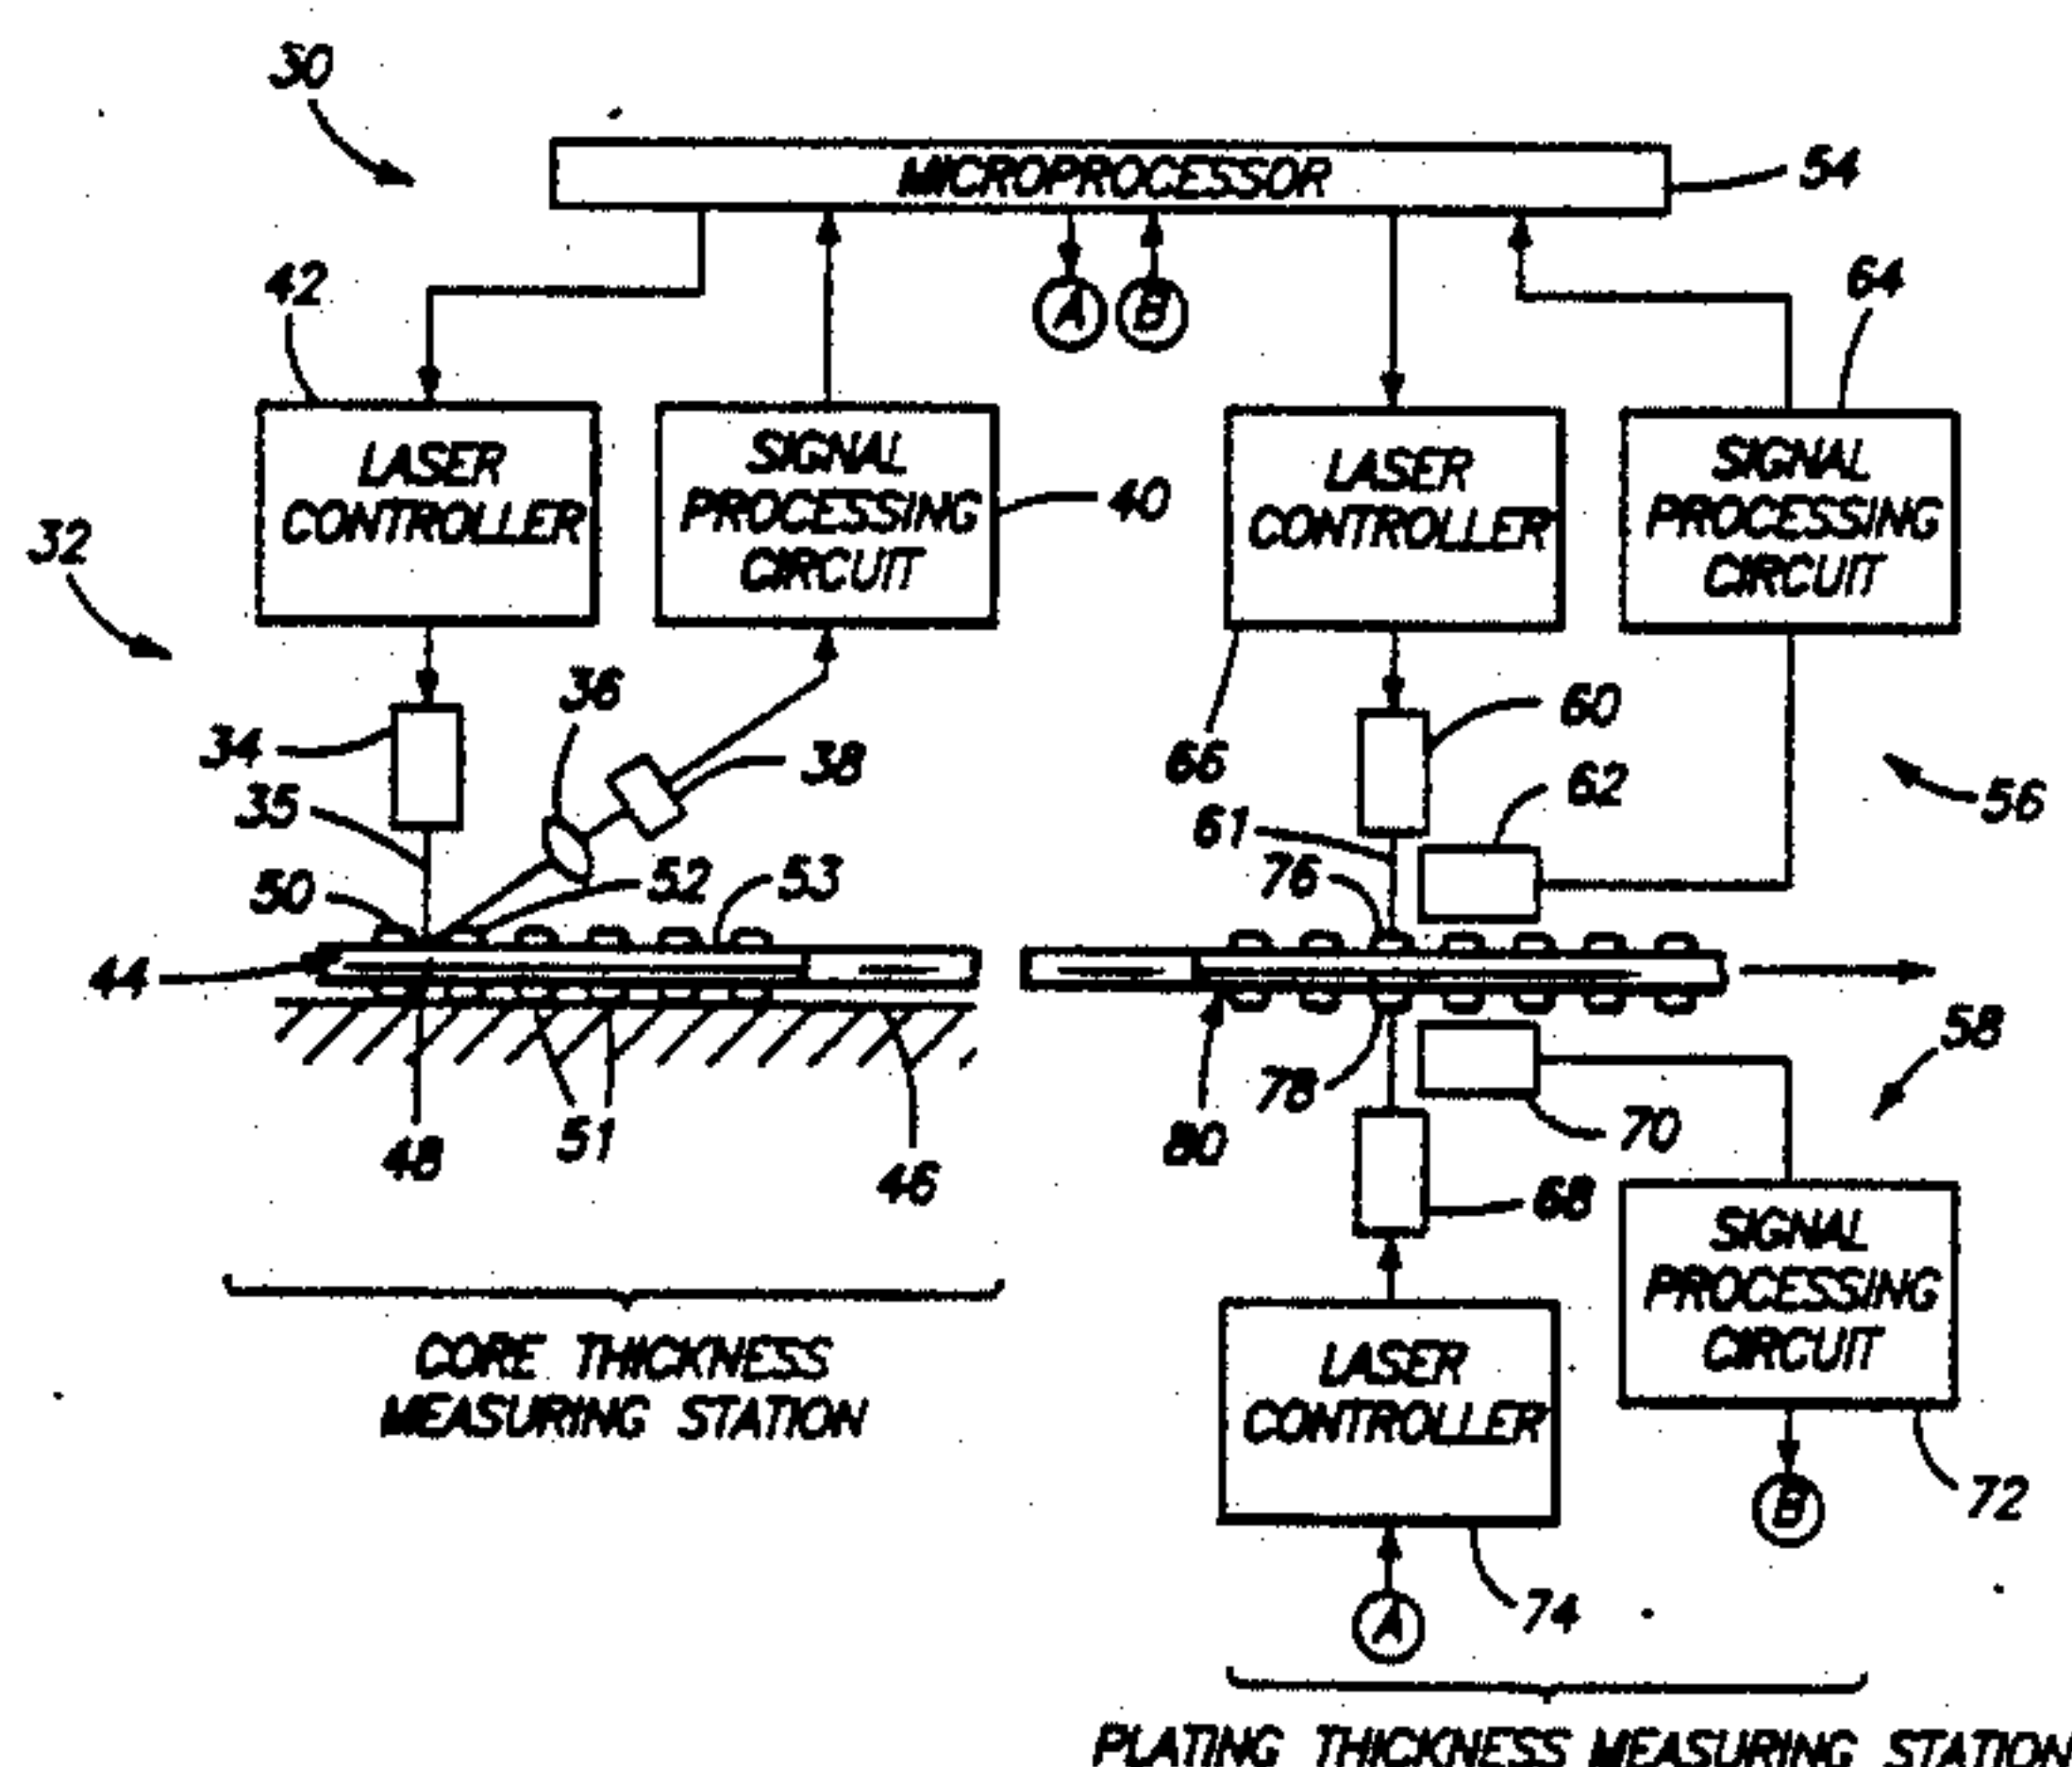 30
MICROPROCESSOR
54
42
A
B
64
LASER
CONTROLLER
SIGNAL
PROCESSING
CIRCUIT
40
LASER
CONTROLLER
SIGNAL
PROCESSING
CIRCUIT
32
34
36
38
66
60
62
56
35
61
50
52
53
76
44
48
51
46
80
78
70
58
68
CORE THICKNESS
MEASURING STATION
LASER
CONTROLLER
SIGNAL
PROCESSING
CIRCUIT
72
B
74
A
PLATING THICKNESS MEASURING STATION